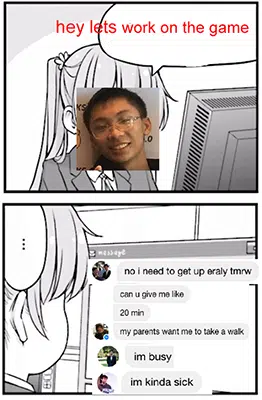 hey lets work on the game
...
message
no i need to get up eraly tmrw
can u give me like
20 min
my parents want me to take a walk
im busy
im kinda sick